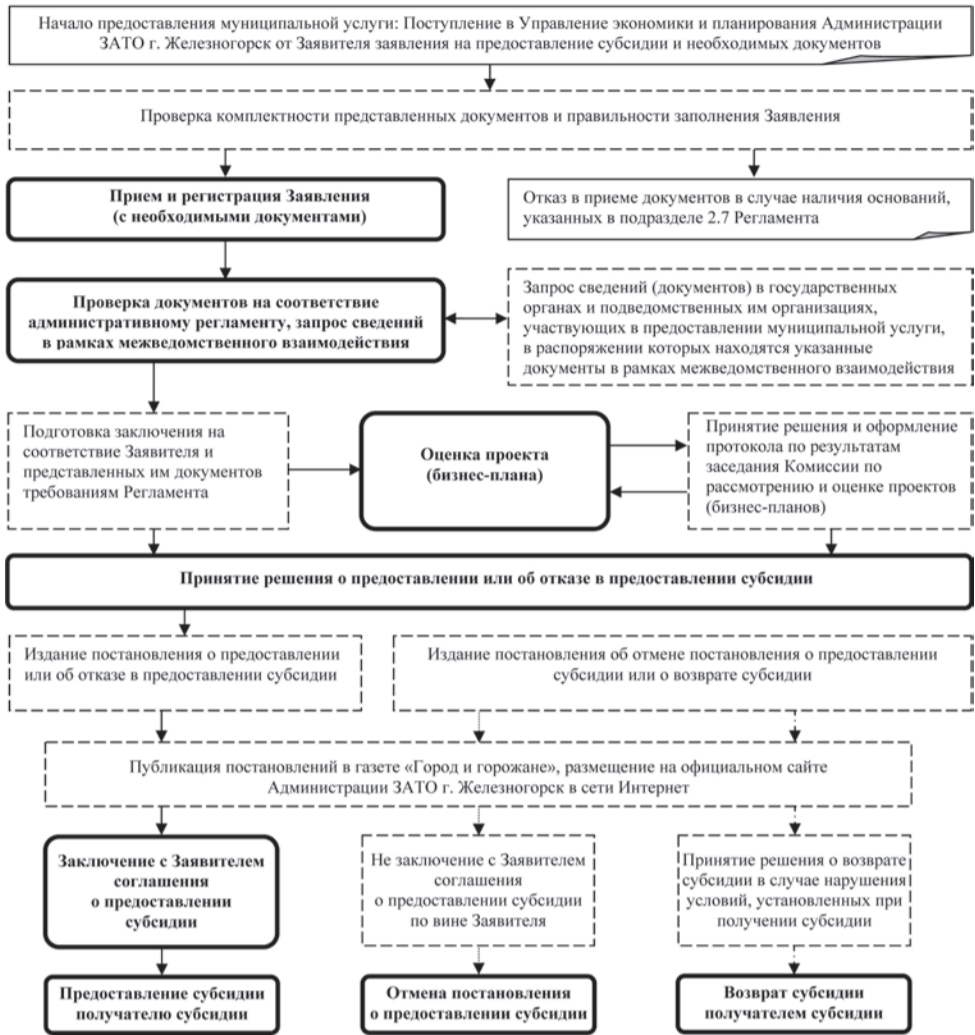 Начало предоставления муниципальной услуги: Поступление в Управление экономики и планирования Администрации
ЗАТО г. Железногорск от Заявителя заявления на предоставление субсидии и необходимых документов
Проверка комплектности представленных документов и правильности заполнения Заявления
Прием и регистрация Заявления
(с необходимыми документами)
Отказ в приеме документов в случае наличия оснований,
указанных в подразделе 2.7 Регламента
Проверка документов на соответствие
административному регламенту, запрос сведений
в рамках межведомственного взаимодействия
Запрос сведений (документов) в государственных
органах и подведомственных им организациях,
участвующих в предоставлении муниципальной услуги,
в распоряжении которых находятся указанные
документы в рамках межведомственного взаимодействия
Подготовка заключения на
соответствие Заявителя и
представленных им документов
требованиям Регламента
Оценка проекта
(бизнес-плана)
Принятие решения и оформление
протокола по результатам
заседания Комиссии по
рассмотрению и оценке проектов
(бизнес-планов)
Принятие решения о предоставлении или об отказе в предоставлении субсидии
Издание постановления о предоставлении
или об отказе в предоставлении субсидии
Издание постановления об отмене постановления о предоставлении
субсидии или о возврате субсидии
Публикация постановлений в газете «Город и горожане», размещение на официальном сайте
Администрации ЗАТО г. Железногорск в сети Интернет
Заключение с Заявителем
соглашения
о предоставлении
субсидии
Не заключение с Заявителем
соглашения
о предоставлении субсидии
по вине Заявителя
Принятие решения о возврате
субсидии в случае нарушения
условий, установленных при
получении субсидии
Предоставление субсидии
получателю субсидии
Отмена постановления
о предоставлении субсидии
Возврат субсидии
получателем субсидии